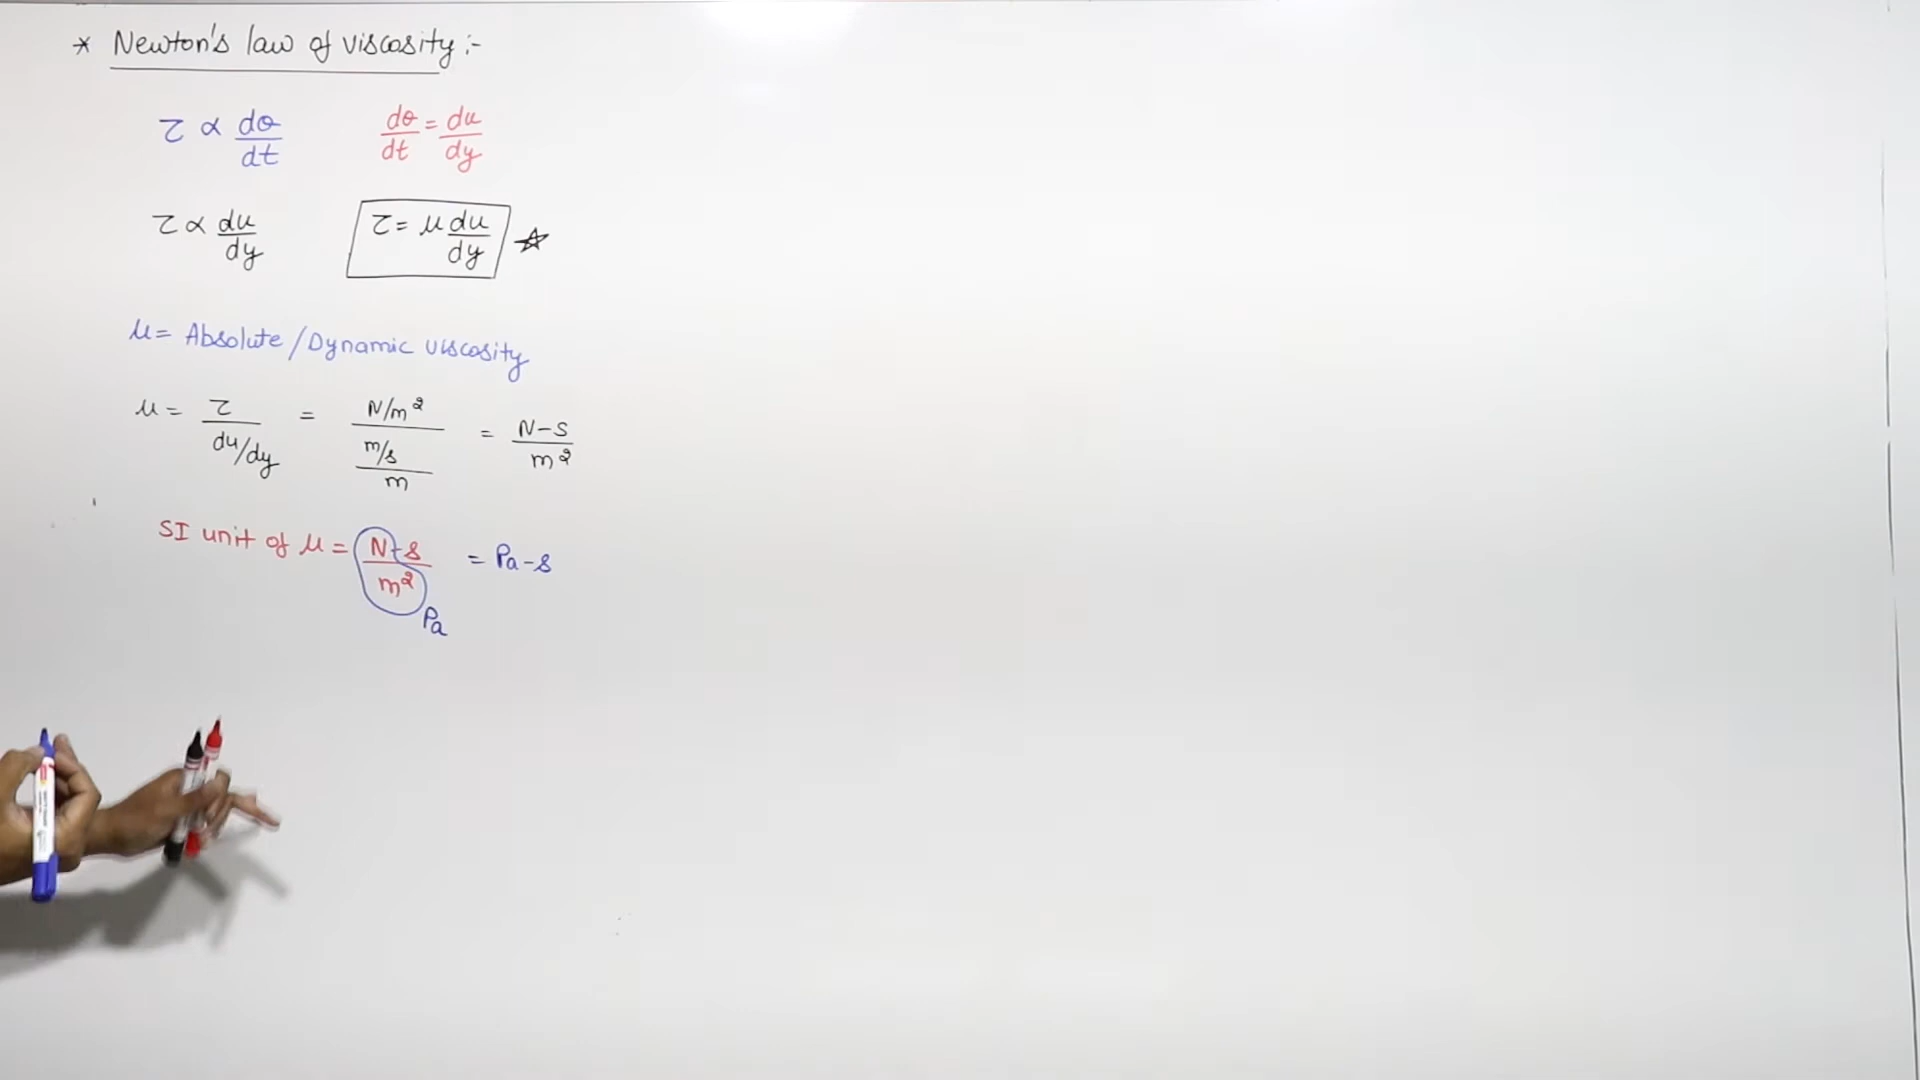 * Newton's law of viscosity :-
τ ∝ dθ/dt    dθ/dt = du/dy
τ ∝ du/dy    τ = μ du/dy ☆
μ = Absolute/Dynamic viscosity
μ = τ/(du/dy) = (N/m²)/((m/s)/m) = N-s/m²
SI unit of μ = N-s/m² = Pa-s
Pa